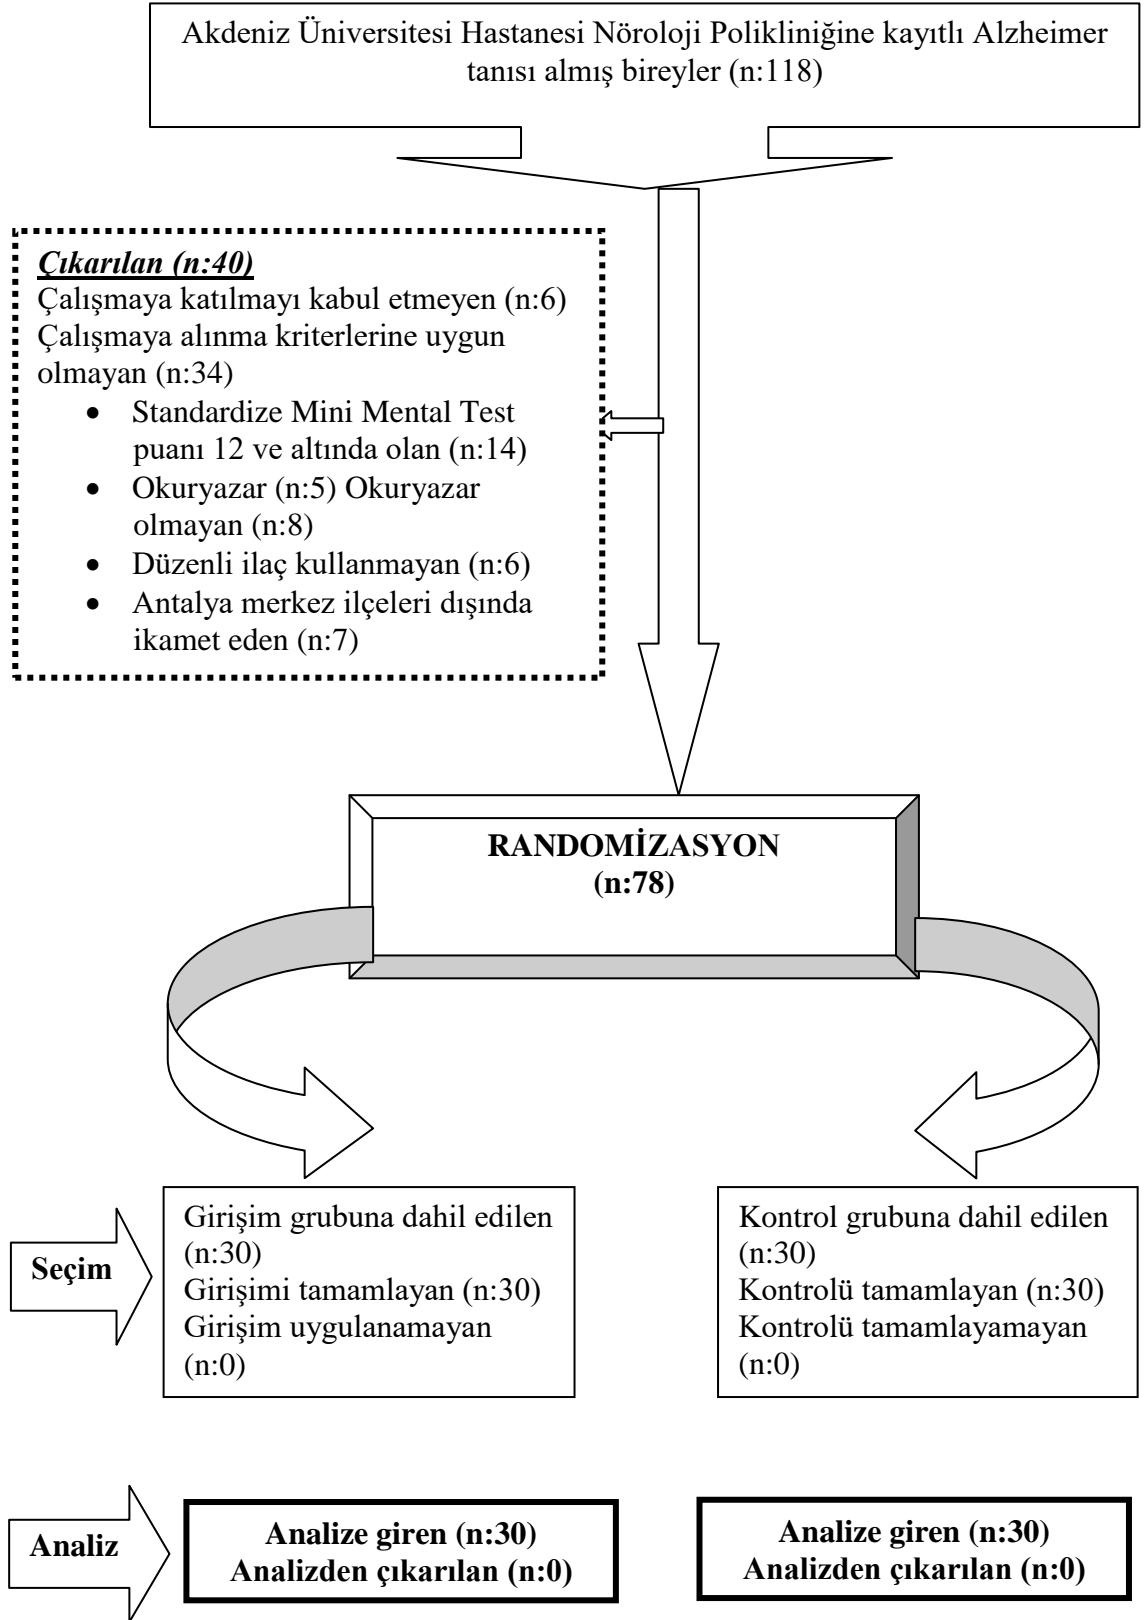 Akdeniz Üniversitesi Hastanesi Nöroloji Polikliniğine kayıtlı Alzheimer
tanısı almış bireyler (n:118)
Çıkarılan (n:40)
Çalışmaya katılmayı kabul etmeyen (n:6)
Çalışmaya alınma kriterlerine uygun
olmayan (n:34)
• Standardize Mini Mental Test
puanı 12 ve altında olan (n:14)
• Okuryazar (n:5) Okuryazar
olmayan (n:8)
• Düzenli ilaç kullanmayan (n:6)
• Antalya merkez ilçeleri dışında
ikamet eden (n:7)
RANDOMİZASYON
(n:78)
Seçim
Girişim grubuna dahil edilen
(n:30)
Girişimi tamamlayan (n:30)
Girişim uygulanamayan
(n:0)
Kontrol grubuna dahil edilen
(n:30)
Kontrolü tamamlayan (n:30)
Kontrolü tamamlayamayan
(n:0)
Analiz
Analize giren (n:30)
Analizden çıkarılan (n:0)
Analize giren (n:30)
Analizden çıkarılan (n:0)